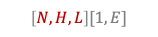 [N, H, L][1, E]